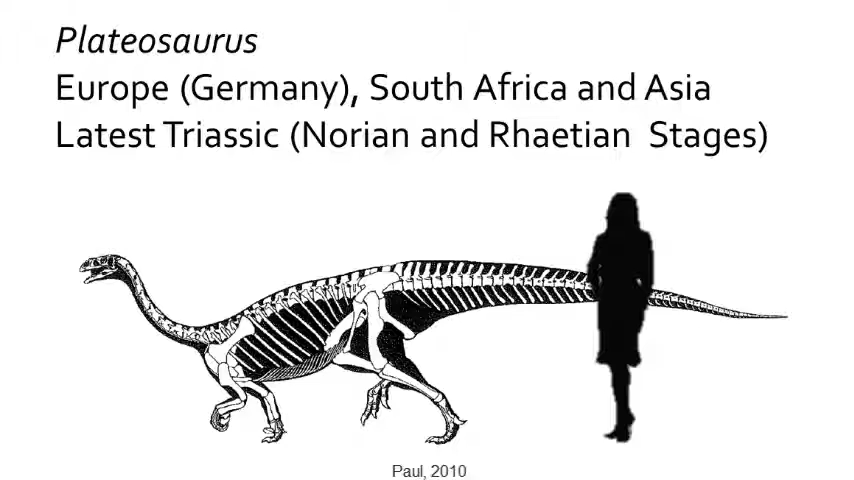 Plateosaurus
Europe (Germany), South Africa and Asia
Latest Triassic (Norian and Rhaetian  Stages)
Paul, 2010